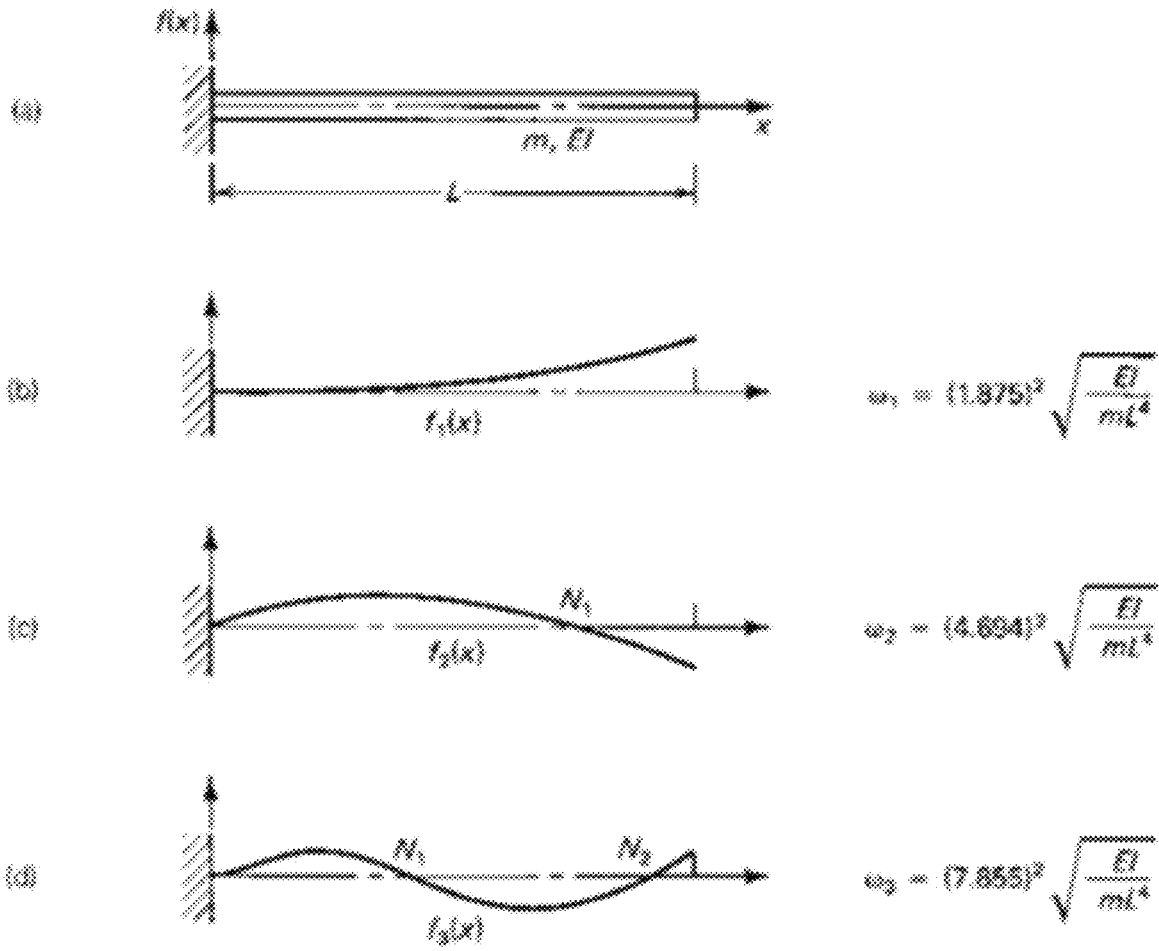 f(x)
(a)
x
m, EI
L
(b)
f₁(x)
ω₁ = (1.875)² √(EI/mL⁴)
(c)
N₁
f₂(x)
ω₂ = (4.694)² √(EI/mL⁴)
(d)
N₁
N₂
f₃(x)
ω₃ = (7.855)² √(EI/mL⁴)